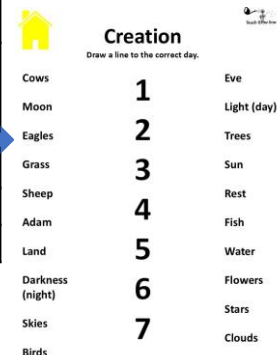 Creation
Draw a line to the correct day.
Cows
Moon
Eagles
Grass
Sheep
Adam
Land
Darkness
(night)
Skies
Birds
1
2
3
4
5
6
7
Eve
Light (day)
Trees
Sun
Rest
Fish
Water
Flowers
Stars
Clouds